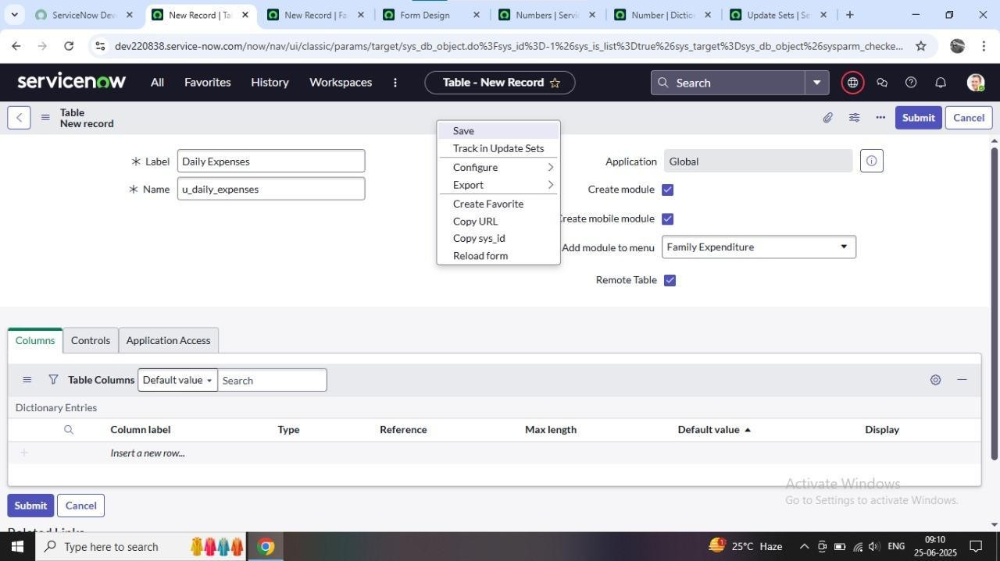 ServiceNow Dev
New Record | Ta
New Record | Fa
Form Design
Numbers | Servi
Number | Dictio
Update Sets | Se
dev220838.service-now.com/now/nav/ui/classic/params/target/sys_db_object.do%3Fsys_id%3D-1%26sys_is_list%3Dtrue%26sys_target%3Dsys_db_object%26sysparm_checke...
servicenow
All
Favorites
History
Workspaces
Table - New Record
Search
Table
New record
Submit
Cancel
Label
Daily Expenses
Name
u_daily_expenses
Save
Track in Update Sets
Configure
Export
Create Favorite
Copy URL
Copy sys_id
Reload form
Application
Global
Create module
Create mobile module
Add module to menu
Family Expenditure
Remote Table
Columns
Controls
Application Access
Table Columns
Default value
Search
Dictionary Entries
Column label
Type
Reference
Max length
Default value
Display
Insert a new row...
Submit
Cancel
Activate Windows
Go to Settings to activate Windows.
Related Links
Type here to search
1
25°C Haze
ENG
09:10
25-06-2025